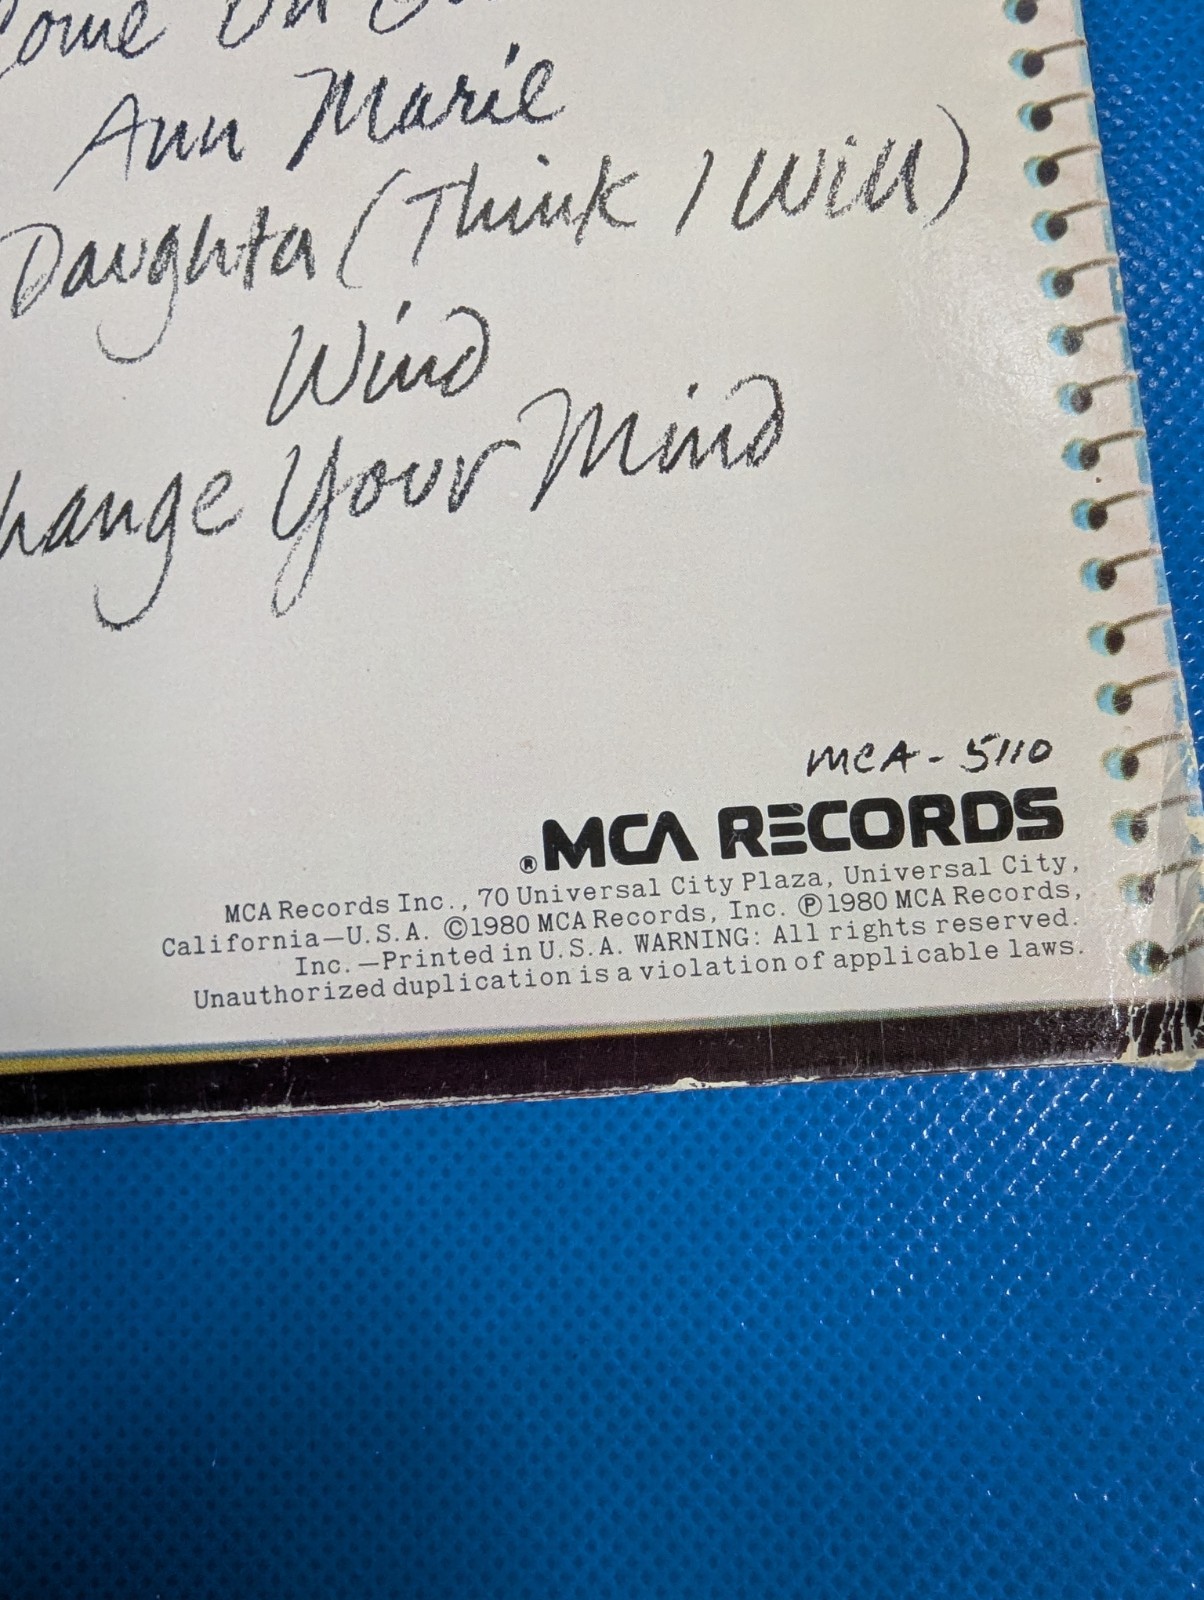 Come On
Ann Marie
Daughta (Think I Will)
Wind
hange Your Mind
MCA-5110
®MCA RECORDS
MCA Records Inc., 70 Universal City Plaza, Universal City,
California—U.S.A. ©1980 MCA Records, Inc. ℗1980 MCA Records,
Inc.—Printed in U.S.A. WARNING: All rights reserved.
Unauthorized duplication is a violation of applicable laws.